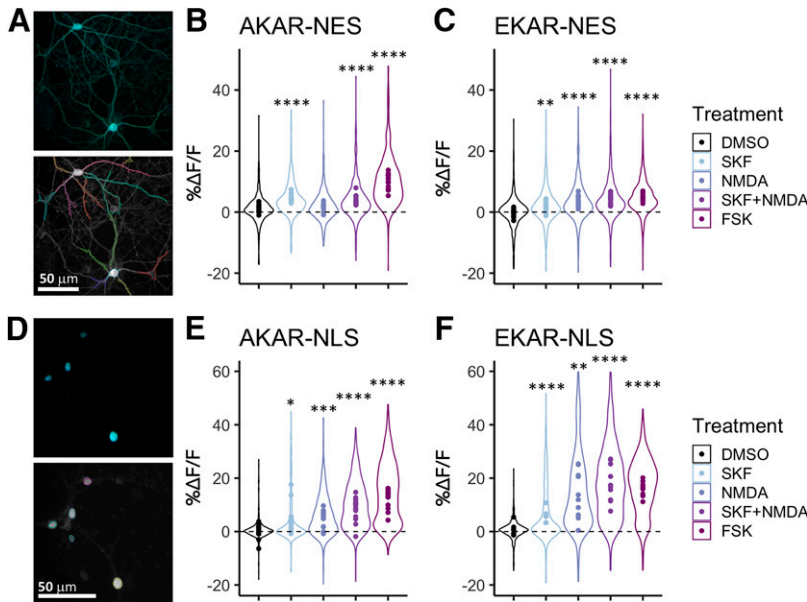 A
50 μm
B
AKAR-NES
%ΔF/F
40
20
0
-20
****
****
****
C
EKAR-NES
40
20
0
-20
**
****
****
****
Treatment
DMSO
SKF
NMDA
SKF+NMDA
FSK
D
50 μm
E
AKAR-NLS
%ΔF/F
60
40
20
0
-20
*
***
****
****
F
EKAR-NLS
%ΔF/F
60
40
20
0
-20
****
**
****
****
Treatment
DMSO
SKF
NMDA
SKF+NMDA
FSK